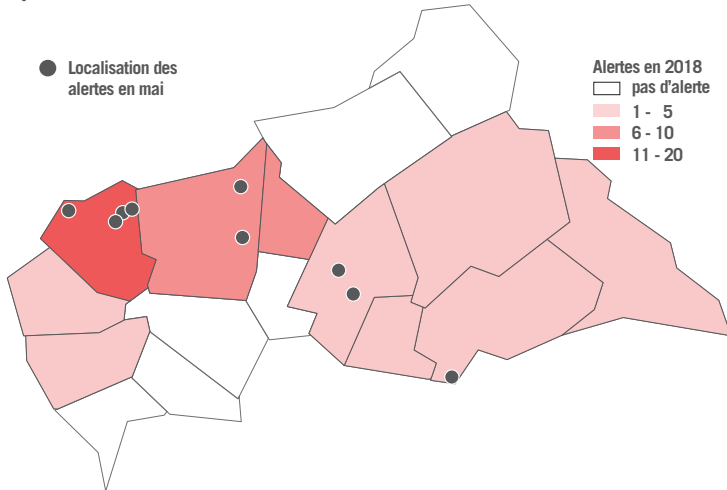 Localisation des
alertes en mai
Alertes en 2018
pas d'alerte
1 - 5
6 - 10
11 - 20